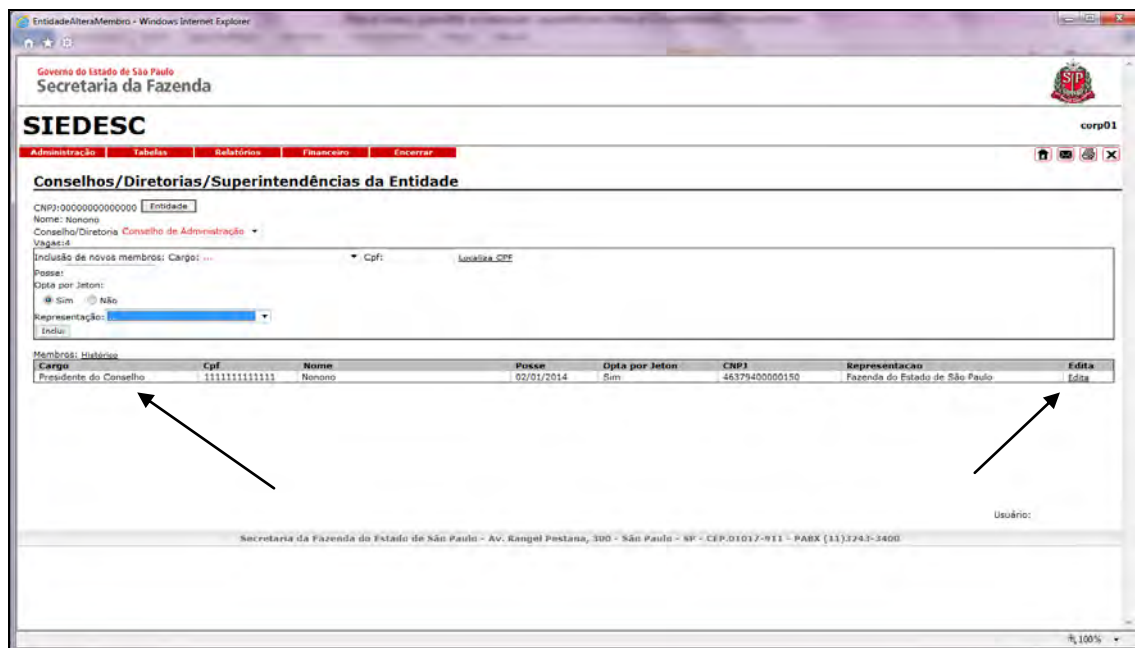 EntidadeAlteraMembro - Windows Internet Explorer
Governo do Estado de São Paulo
Secretaria da Fazenda
SP
SIEDESC
corp01
Administração Tabelas Relatórios Financeiro Encerrar
Conselhos/Diretorias/Superintendências da Entidade
CNPJ:00000000000000 Entidade
Nome: Nonono
Conselho/Diretoria Conselho de Administração
Vagas:4
Inclusão de novos membros: Cargo: ... Cpf: Localiza CPF
Posse:
Opta por Jeton:
Sim Não
Representação:
Inclui
Membros: Histórico
Cargo Cpf Nome Posse Opta por Jeton CNPJ Representacao Edita
Presidente do Conselho 1111111111111 Nonono 02/01/2014 Sim 46379400000150 Fazenda do Estado de São Paulo Edita
Usuário:
Secretaria da Fazenda do Estado de São Paulo - Av. Rangel Pestana, 300 - São Paulo - SP - CEP.01017-911 - PABX (11)3243-3400
100%